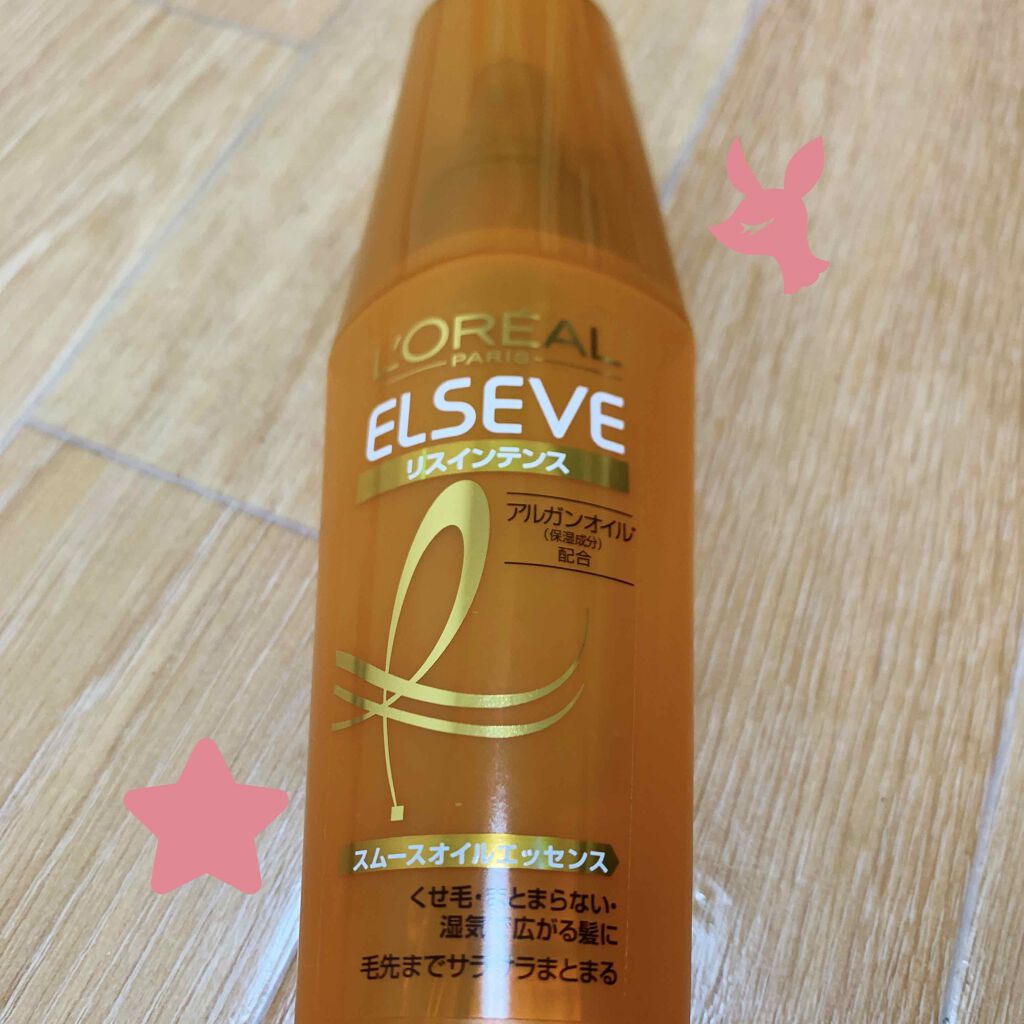 L'ORÉAL
PARIS
ELSEVE
リスインテンス
アルガンオイル*
(保湿成分)
配合
スムースオイルエッセンス
くせ毛・まとまらない・
湿気で広がる髪に
毛先までサラサラまとまる